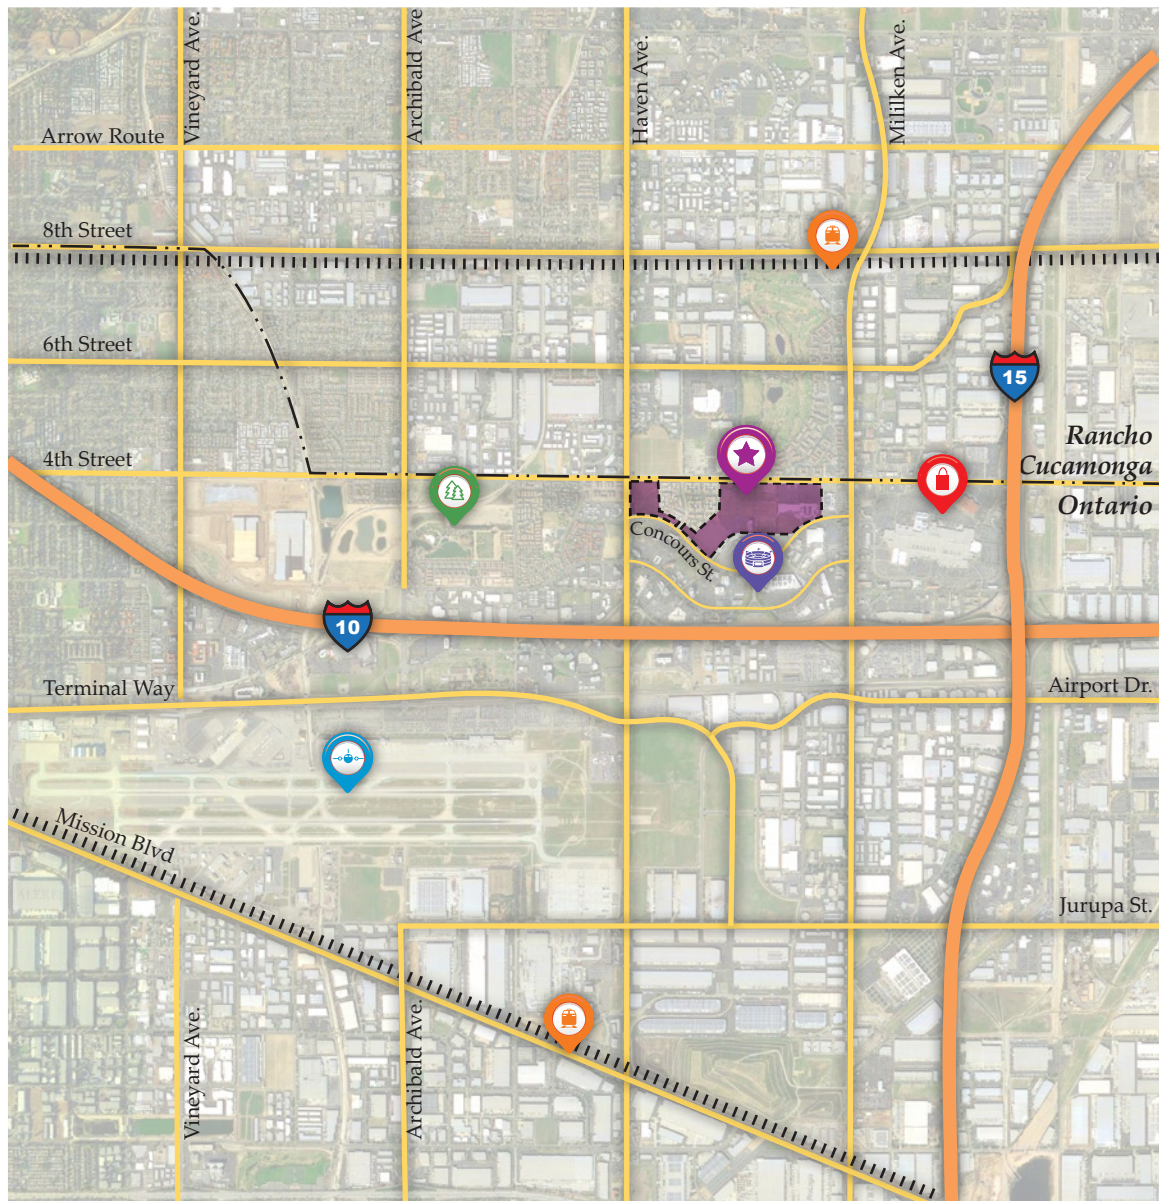 Vineyard Ave.
Archibald Ave
Haven Ave.
Mililken Ave.
Arrow Route
8th Street
6th Street
15
Rancho
Cucamonga
4th Street
Ontario
Concours St.
10
Terminal Way
Airport Dr.
Mission Blvd
Jurupa St.
Vineyard Ave.
Archibald Ave.